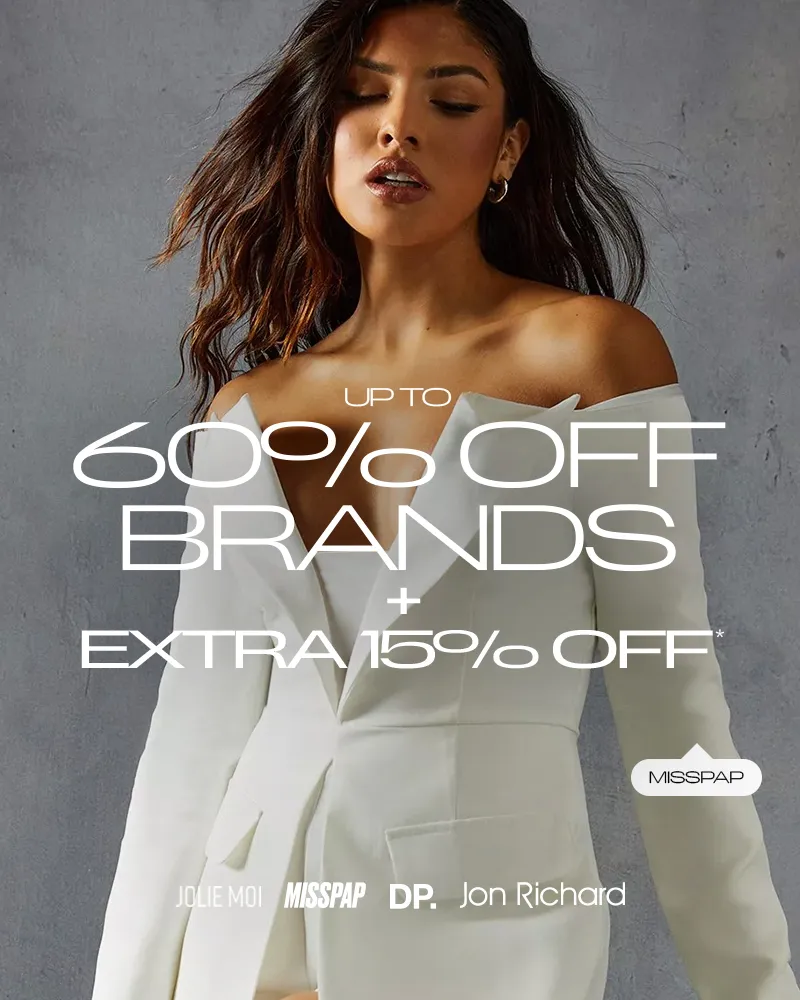 UP TO
60% OFF
BRANDS
+
EXTRA 15% OFF*
MISSPAP
JOLIE MOI MISSPAP DP. Jon Richard